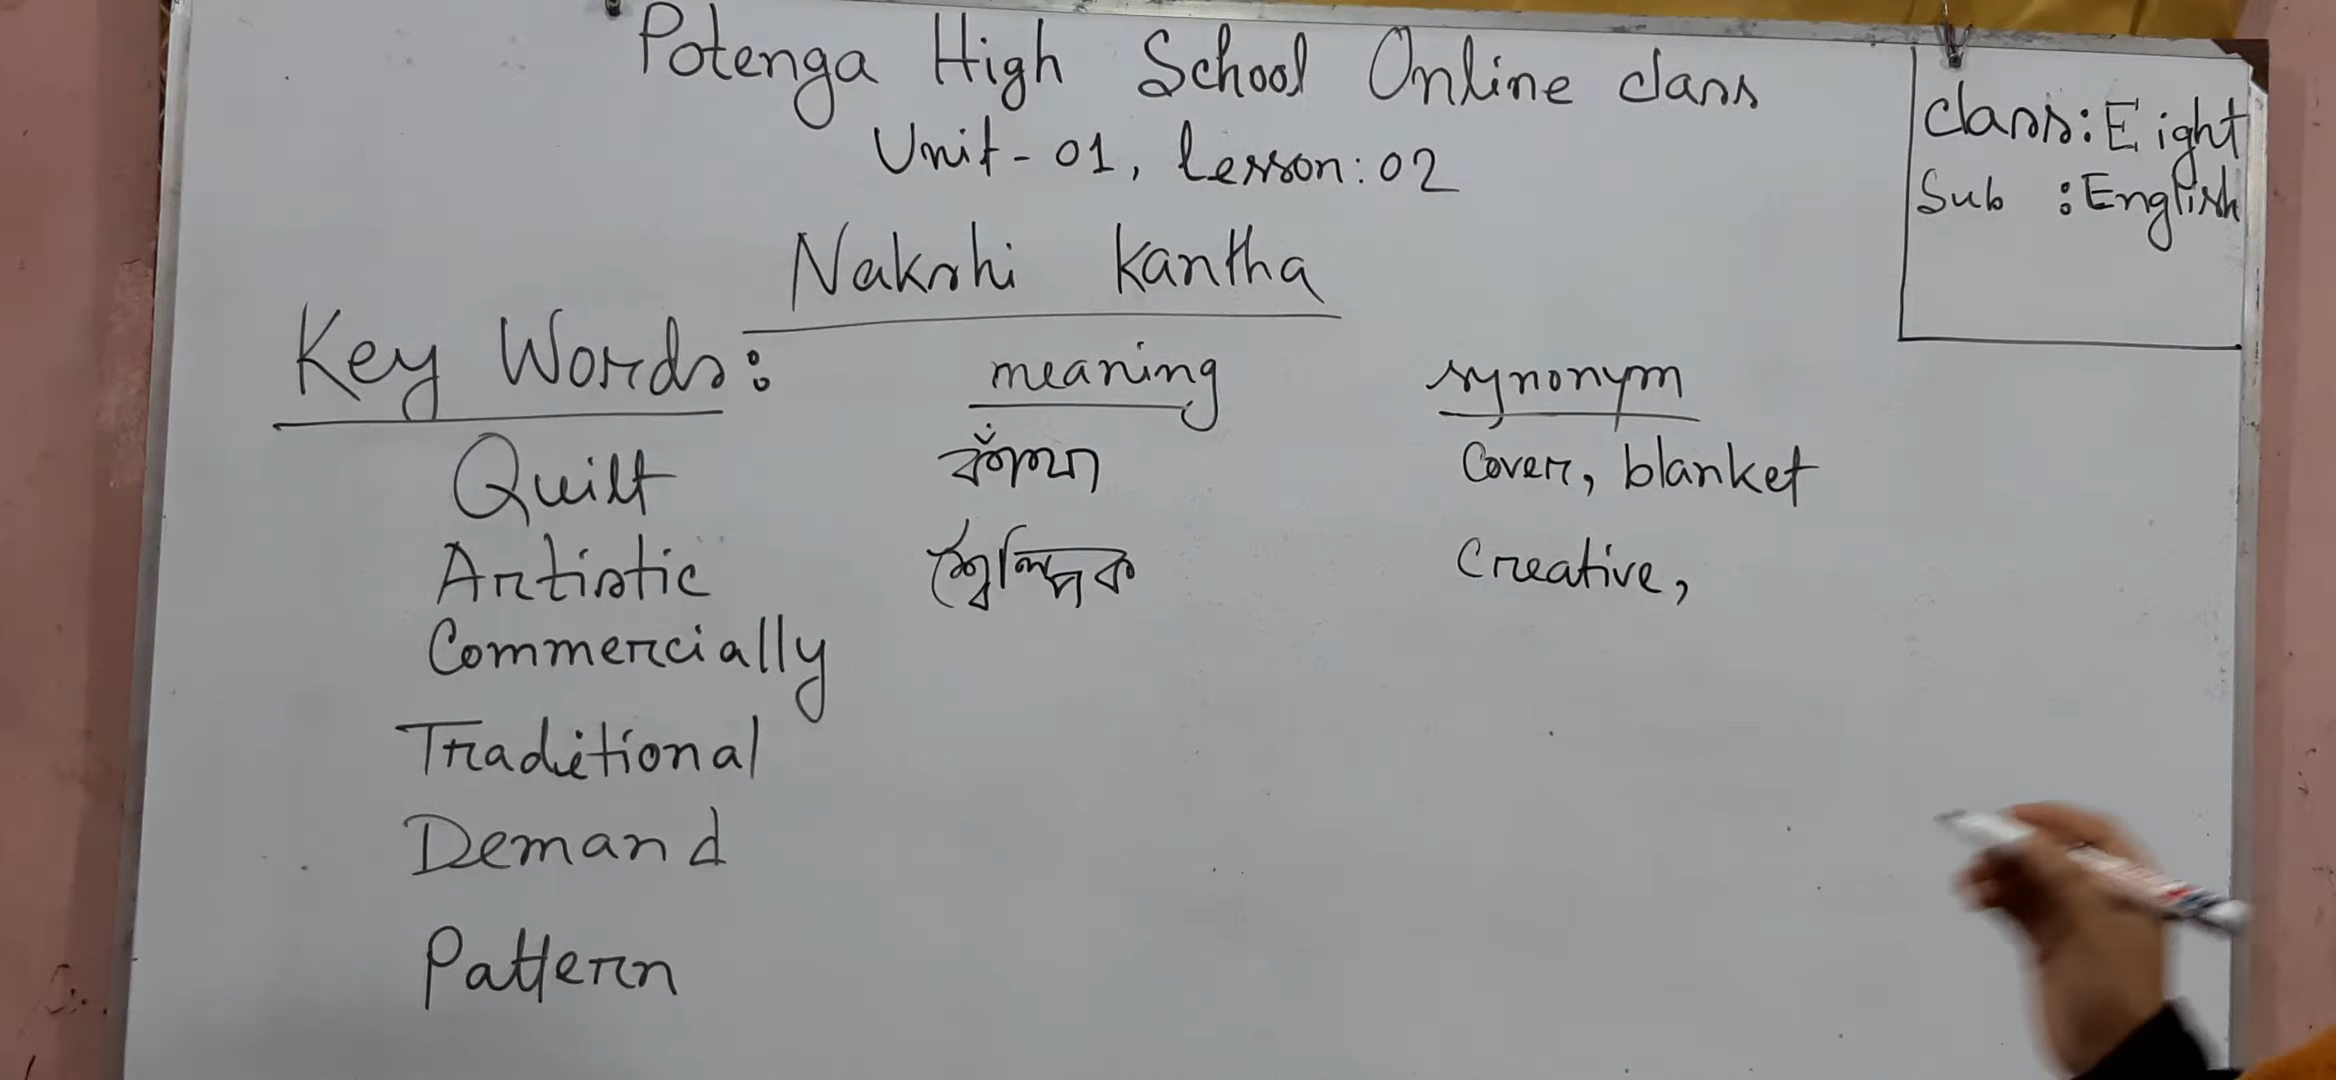 Potenga High School Online class
Unit-01, lesson:02
class: Eight
Sub : English
Nakshi Kantha
Key Words: meaning synonym
Quilt কাঁথা Cover, blanket
Artistic শৈল্পিক Creative,
Commercially
Traditional
Demand
Pattern